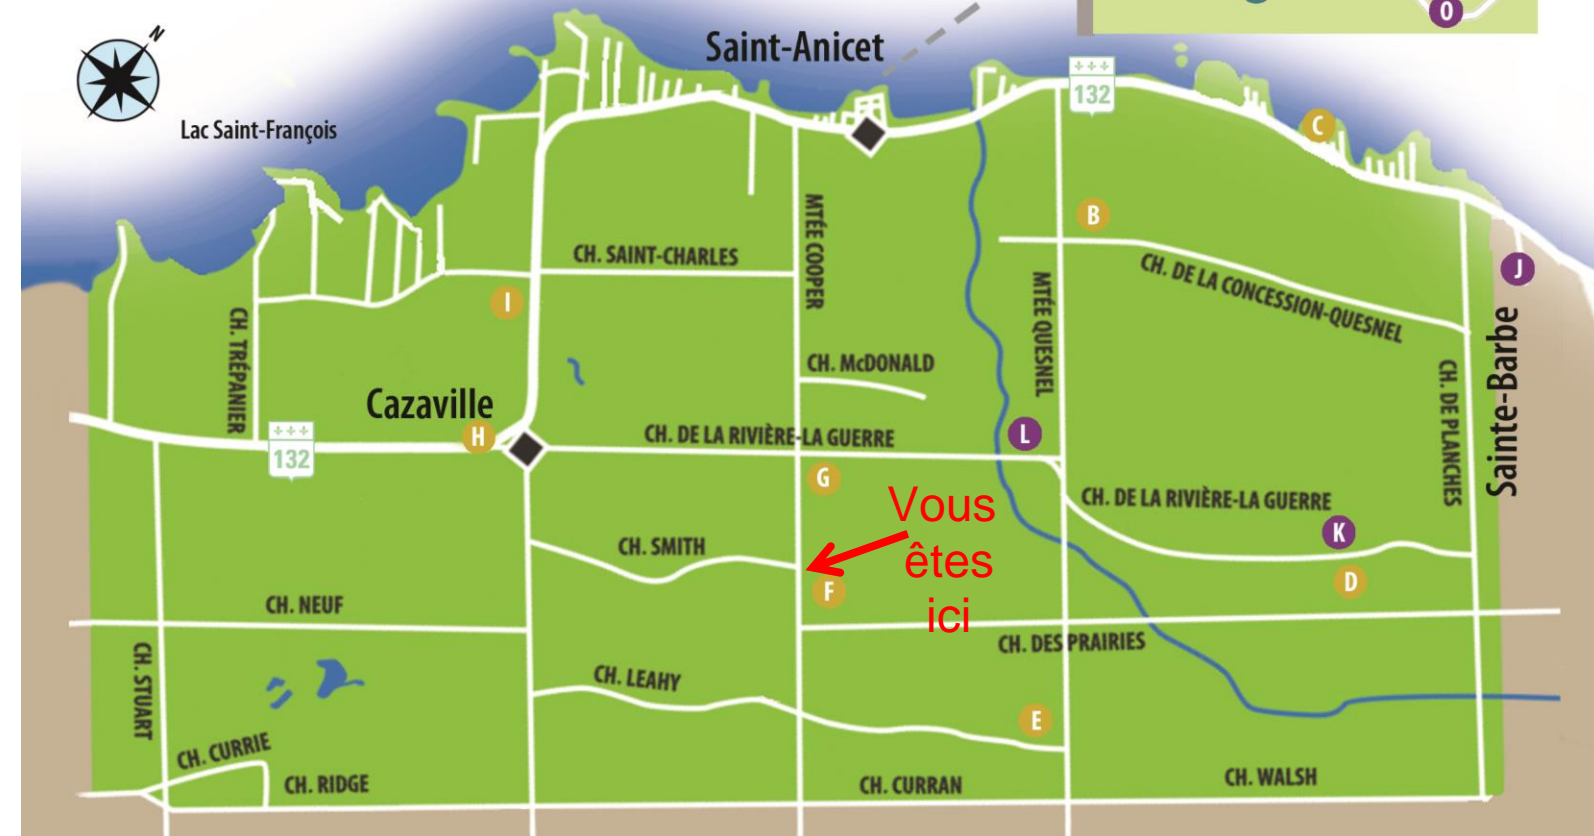 O
N
Saint-Anicet
132
Lac Saint-François
C
B
MTÉE COOPER
CH. SAINT-CHARLES
CH. DE LA CONCESSION-QUESNEL
J
I
MTÉE QUESNEL
CH. TRÉPANIER
Sainte-Barbe
CH. McDONALD
CH. DE PLANCHES
Cazaville
H
132
CH. DE LA RIVIÈRE-LA GUERRE
L
G
CH. DE LA RIVIÈRE-LA GUERRE
Vous
êtes
ici
K
CH. SMITH
D
F
CH. NEUF
CH. DES PRAIRIES
CH. STUART
CH. LEAHY
E
CH. CURRIE
CH. RIDGE
CH. CURRAN
CH. WALSH